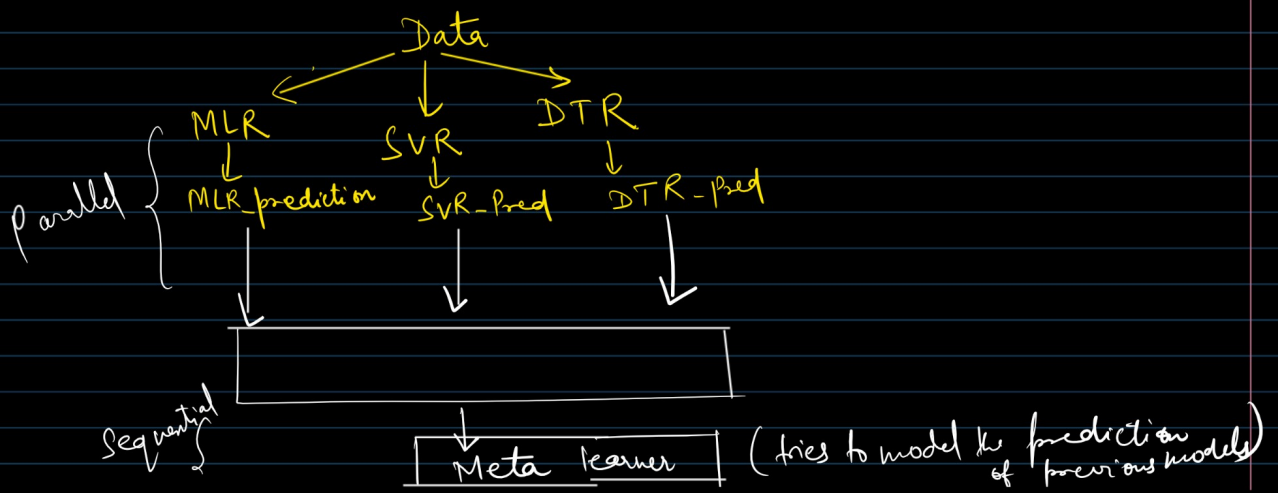 Data
MLR
SVR
DTR
Parallel
MLR_prediction
SVR_Pred
DTR_Pred
Sequential
Meta learner
(tries to model the prediction
of previous models)